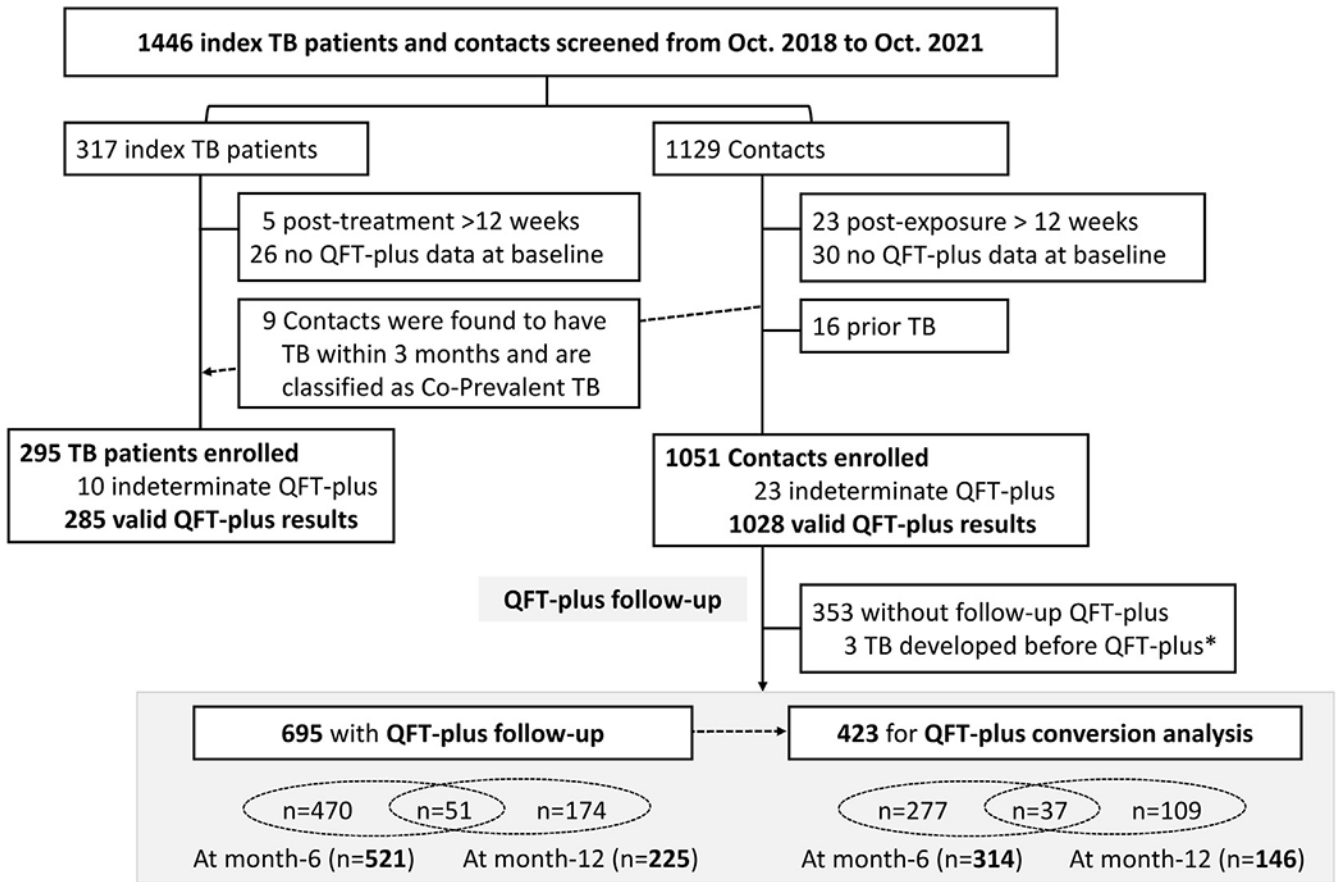 1446 index TB patients and contacts screened from Oct. 2018 to Oct. 2021
317 index TB patients
1129 Contacts
5 post-treatment >12 weeks
26 no QFT-plus data at baseline
23 post-exposure > 12 weeks
30 no QFT-plus data at baseline
9 Contacts were found to have
TB within 3 months and are
classified as Co-Prevalent TB
16 prior TB
295 TB patients enrolled
10 indeterminate QFT-plus
285 valid QFT-plus results
1051 Contacts enrolled
23 indeterminate QFT-plus
1028 valid QFT-plus results
QFT-plus follow-up
353 without follow-up QFT-plus
3 TB developed before QFT-plus*
695 with QFT-plus follow-up
423 for QFT-plus conversion analysis
n=470
n=51
n=174
n=277
n=37
n=109
At month-6 (n=521)
At month-12 (n=225)
At month-6 (n=314)
At month-12 (n=146)